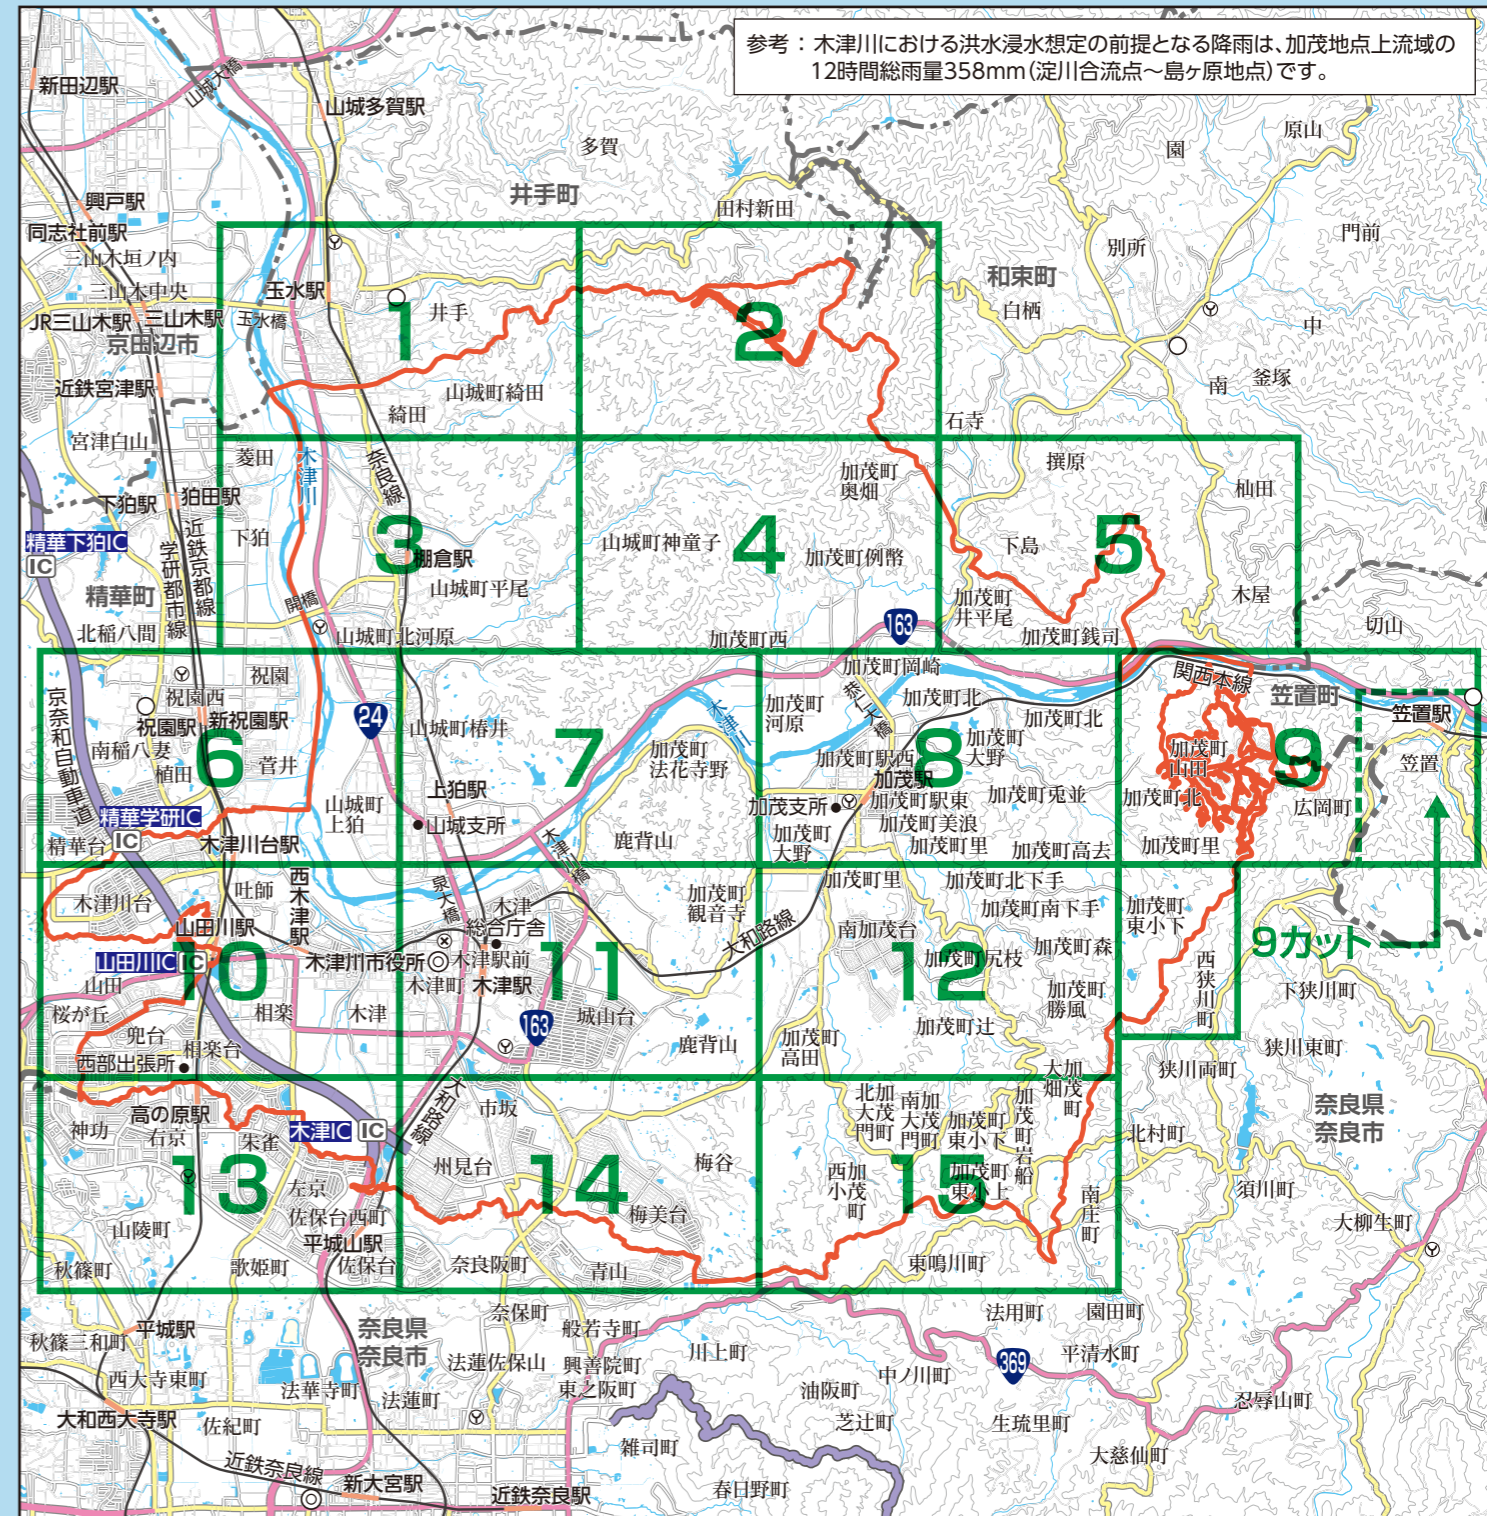 参考：木津川における洪水浸水想定の前提となる降雨は、加茂地点上流域の
12時間総雨量358mm（淀川合流点～島ヶ原地点）です。
新田辺駅
山城大橋
山城多賀駅
多賀
園
原山
井手町
田村新田
興戸駅
同志社前駅
三山木垣ノ内
三山木中央
JR三山木駅
三山木駅
玉水橋
玉水駅
京田辺市
近鉄宮津駅
宮津白山
1
井手
山城町綺田
綺田
2
和束町
白栖
別所
門前
中
南
釜塚
石寺
菱田
木津川
奈良線
下狛駅
狛田駅
下狛
近鉄京都線
学研都市線
精華下狛IC
IC
精華町
北稲八間
開橋
3
棚倉駅
山城町平尾
山城町北河原
4
山城町神童子
加茂町
奥畑
加茂町例幣
加茂町西
163
5
撰原
杣田
下島
加茂町
井平尾
加茂町銭司
木屋
切山
京奈和自動車道
祝園
祝園西
祝園駅
新祝園駅
南稲八妻
植田
6
菅井
24
精華学研IC
IC
精華台
木津川台駅
山城町
上狛
山城町椿井
7
木津川
加茂町
法花寺野
上狛駅
山城支所
木津川橋
鹿背山
加茂町岡崎
加茂町
河原
恭仁大橋
加茂町北
加茂町北
加茂町駅西
8
加茂町
大野
加茂駅
加茂支所
加茂町駅東
加茂町兎並
加茂町美浪
加茂町
大野
加茂町里
加茂町高去
関西本線
笠置町
笠置駅
笠置
加茂町
山田
9
加茂町北
広岡町
加茂町里
木津川台
吐師
西木津駅
山田川駅
山田川IC
IC
10
山田
桜が丘
兜台
相楽
木津
西部出張所
相楽台
泉大橋
木津
総合庁舎
木津川市役所
木津駅前
木津町
木津駅
11
加茂町
観音寺
大和路線
163
城山台
鹿背山
加茂町里
加茂町北下手
加茂町南下手
南加茂台
12
加茂町尻枝
加茂町森
加茂町
勝風
加茂町辻
加茂町
高田
加茂町
東小下
西狭川町
9カット
下狭川町
狭川東町
狭川両町
奈良県
奈良市
高の原駅
神功
右京
朱雀
木津IC
IC
13
左京
佐保台西町
山陵町
平城山駅
佐保台
秋篠町
歌姫町
大和路線
市坂
州見台
14
梅谷
梅美台
奈良阪町
青山
加茂町
北大門
加茂町
南大門
加茂町
東小下
加茂町岩船
加茂町
大畑
加茂町
西小
15
加茂町
東小上
南庄町
東鳴川町
北村町
須川町
大柳生町
秋篠三和町
平城駅
西大寺東町
大和西大寺駅
佐紀町
法華寺町
奈良県
奈良市
法蓮町
法蓮佐保山
奈保町
般若寺町
興善院町
東之阪町
雑司町
川上町
油阪町
芝辻町
中ノ川町
369
法用町
園田町
平清水町
生琉里町
忍辱山町
大慈仙町
近鉄奈良線
新大宮駅
近鉄奈良駅
春日野町